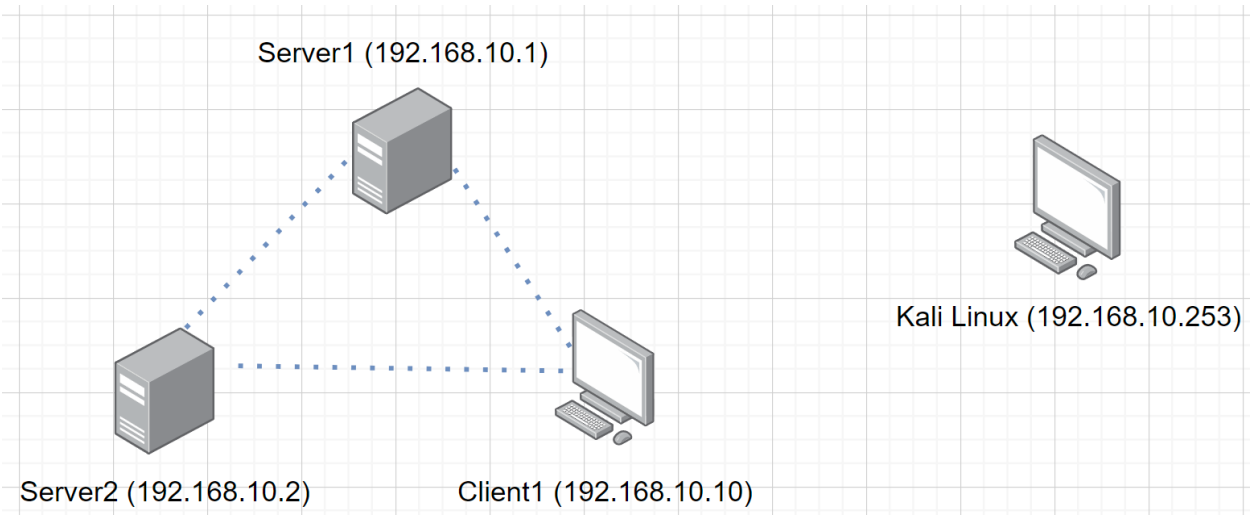 Server1 (192.168.10.1)
Kali Linux (192.168.10.253)
Server2 (192.168.10.2)
Client1 (192.168.10.10)